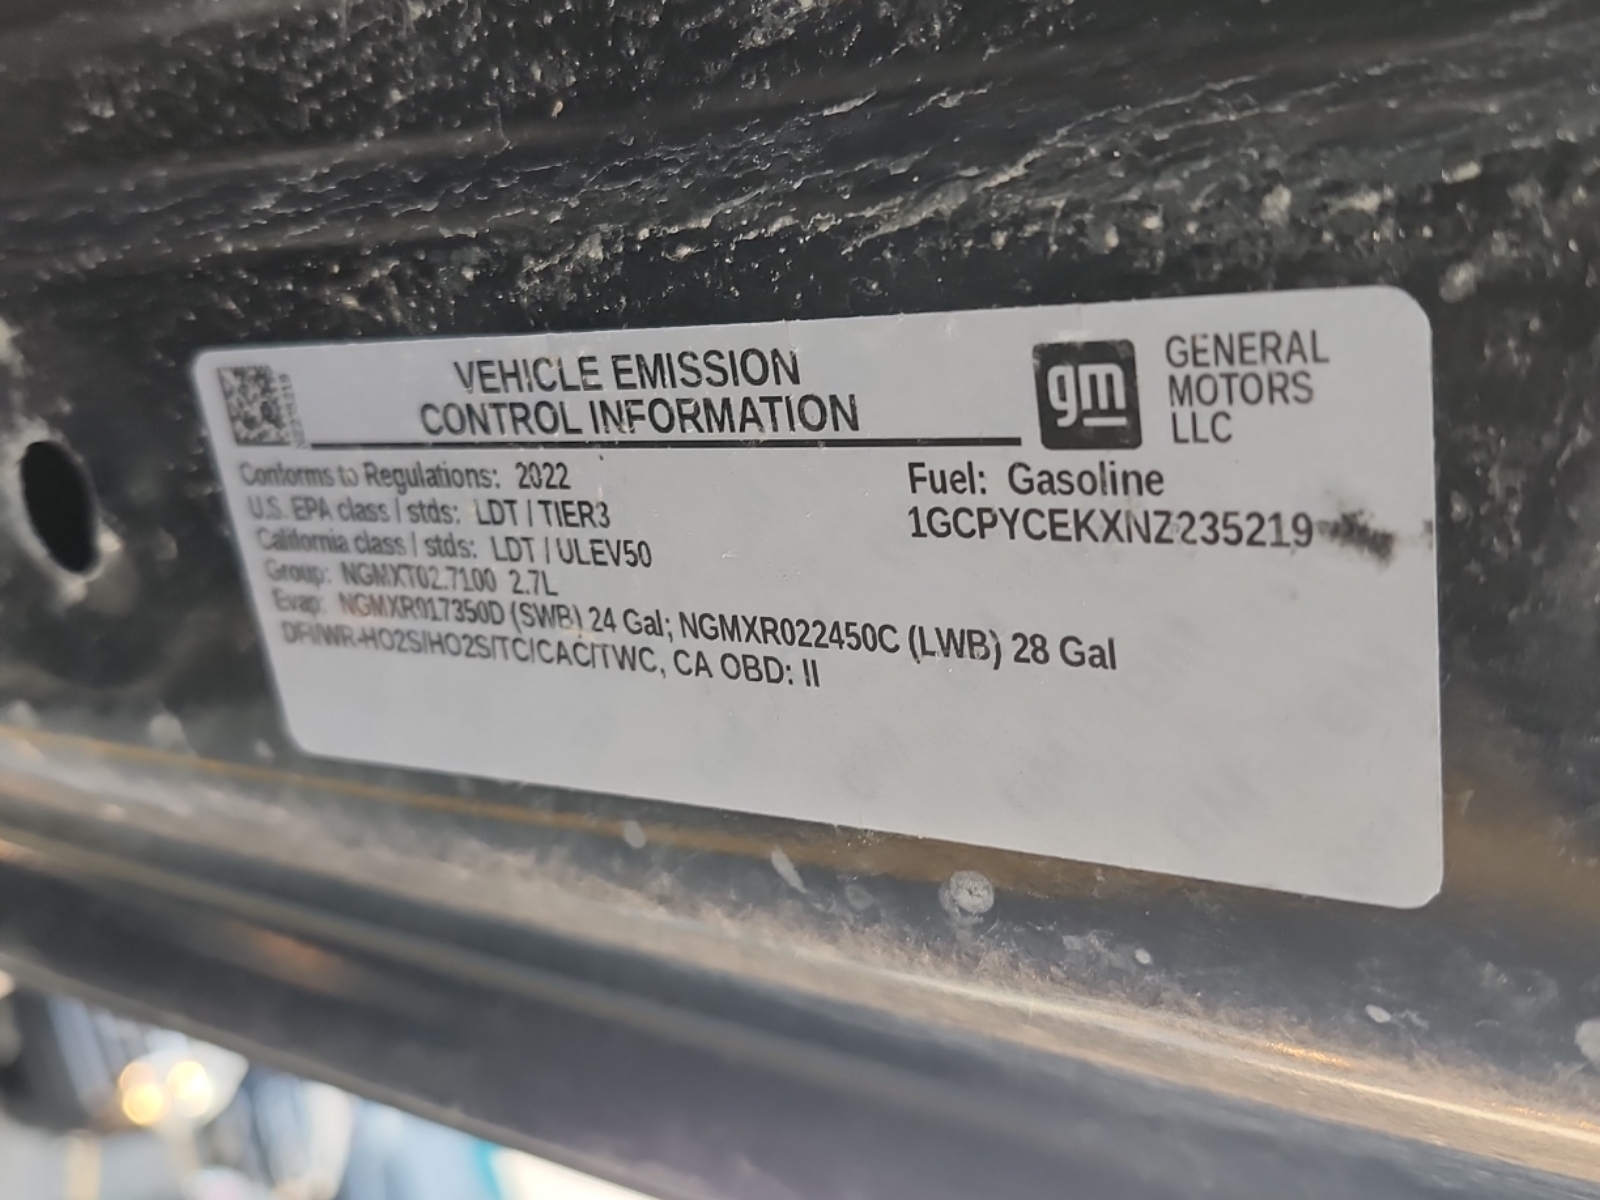 VEHICLE EMISSION
CONTROL INFORMATION
gm
GENERAL
MOTORS
LLC
Conforms to Regulations: 2022
U.S. EPA class / stds: LDT / TIER3
California class / stds: LDT / ULEV50
Group: NGMXT02.7100 2.7L
Evap: NGMXR017350D (SWB) 24 Gal; NGMXR022450C (LWB) 28 Gal
DFI/WR-HO2S/HO2S/TC/CAC/TWC, CA OBD: II
Fuel: Gasoline
1GCPYCEKXNZ235219